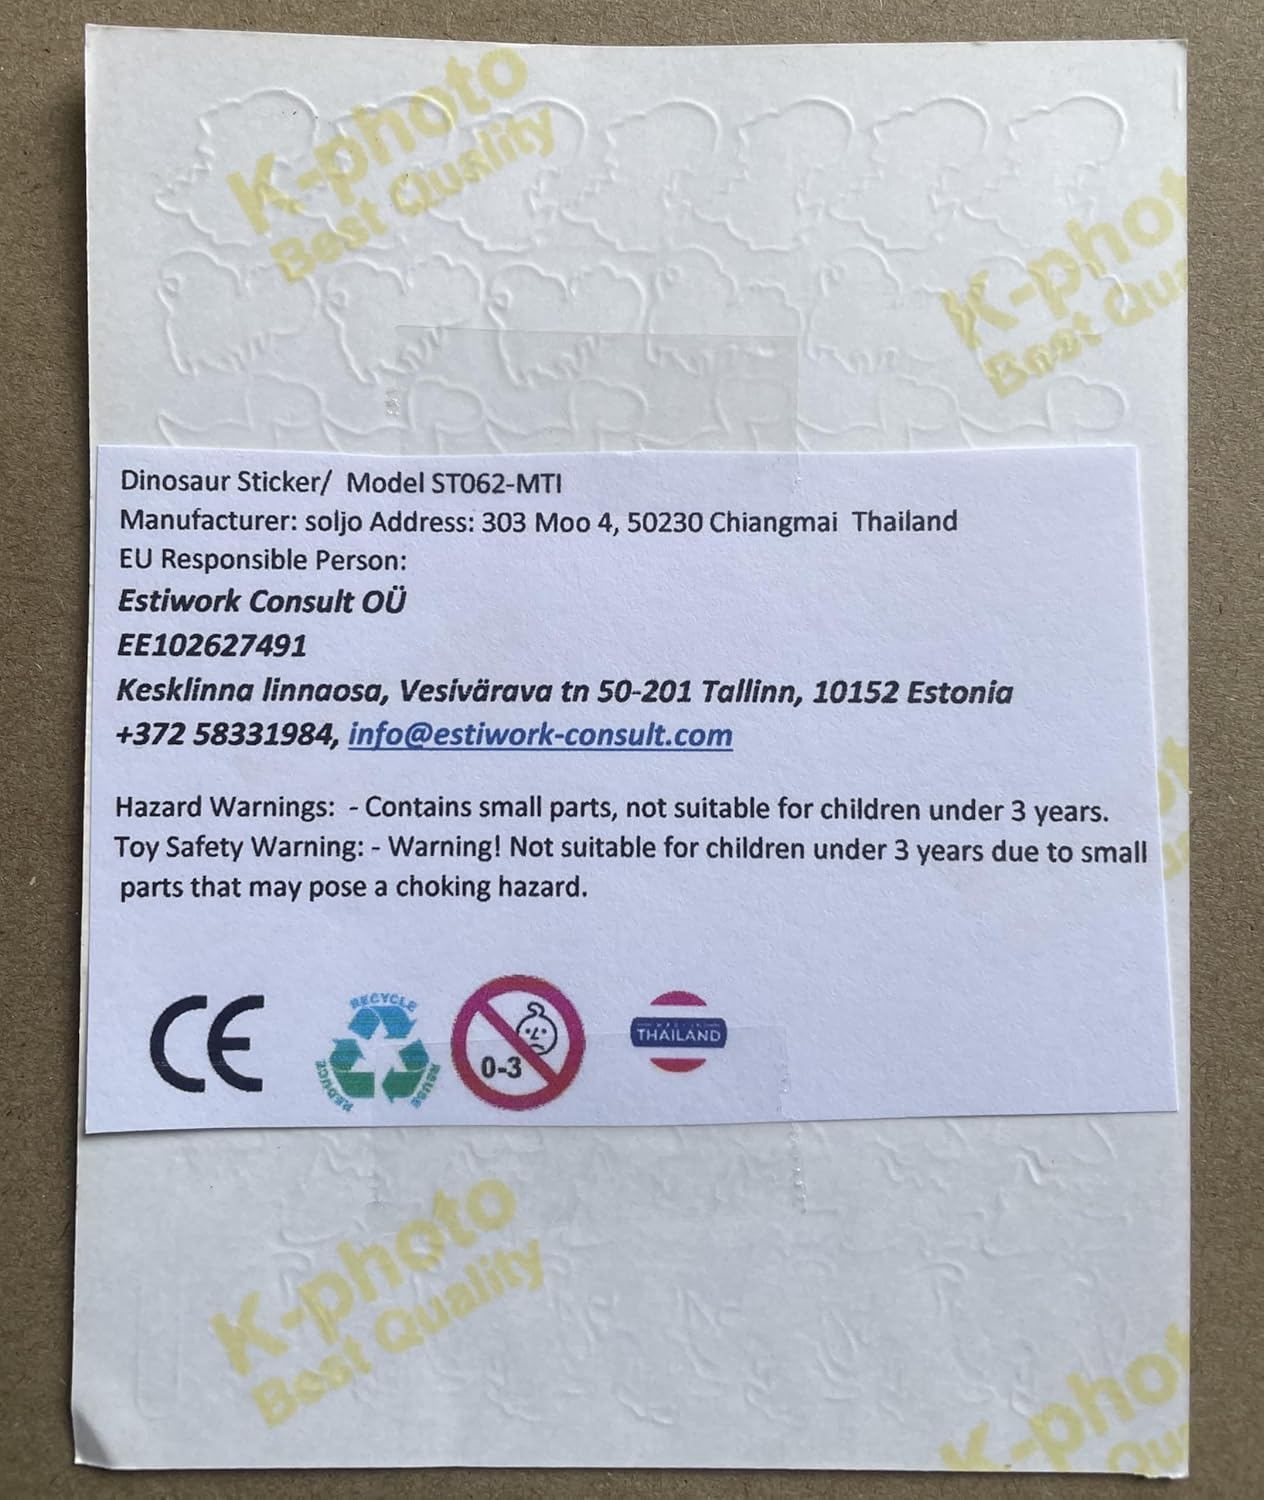 K-photo
Best Quality
K-phot
Best Qu
Dinosaur Sticker/ Model ST062-MTI
Manufacturer: soljo Address: 303 Moo 4, 50230 Chiangmai Thailand
EU Responsible Person:
Estiwork Consult OÜ
EE102627491
Kesklinna linnaosa, Vesivärava tn 50-201 Tallinn, 10152 Estonia
+372 58331984, info@estiwork-consult.com
Hazard Warnings: - Contains small parts, not suitable for children under 3 years.
Toy Safety Warning: - Warning! Not suitable for children under 3 years due to small
parts that may pose a choking hazard.
CE
RECYCLE
REDUCE
REUSE
0-3
THAILAND
K-photo
Best Quality
K-phot
Qu